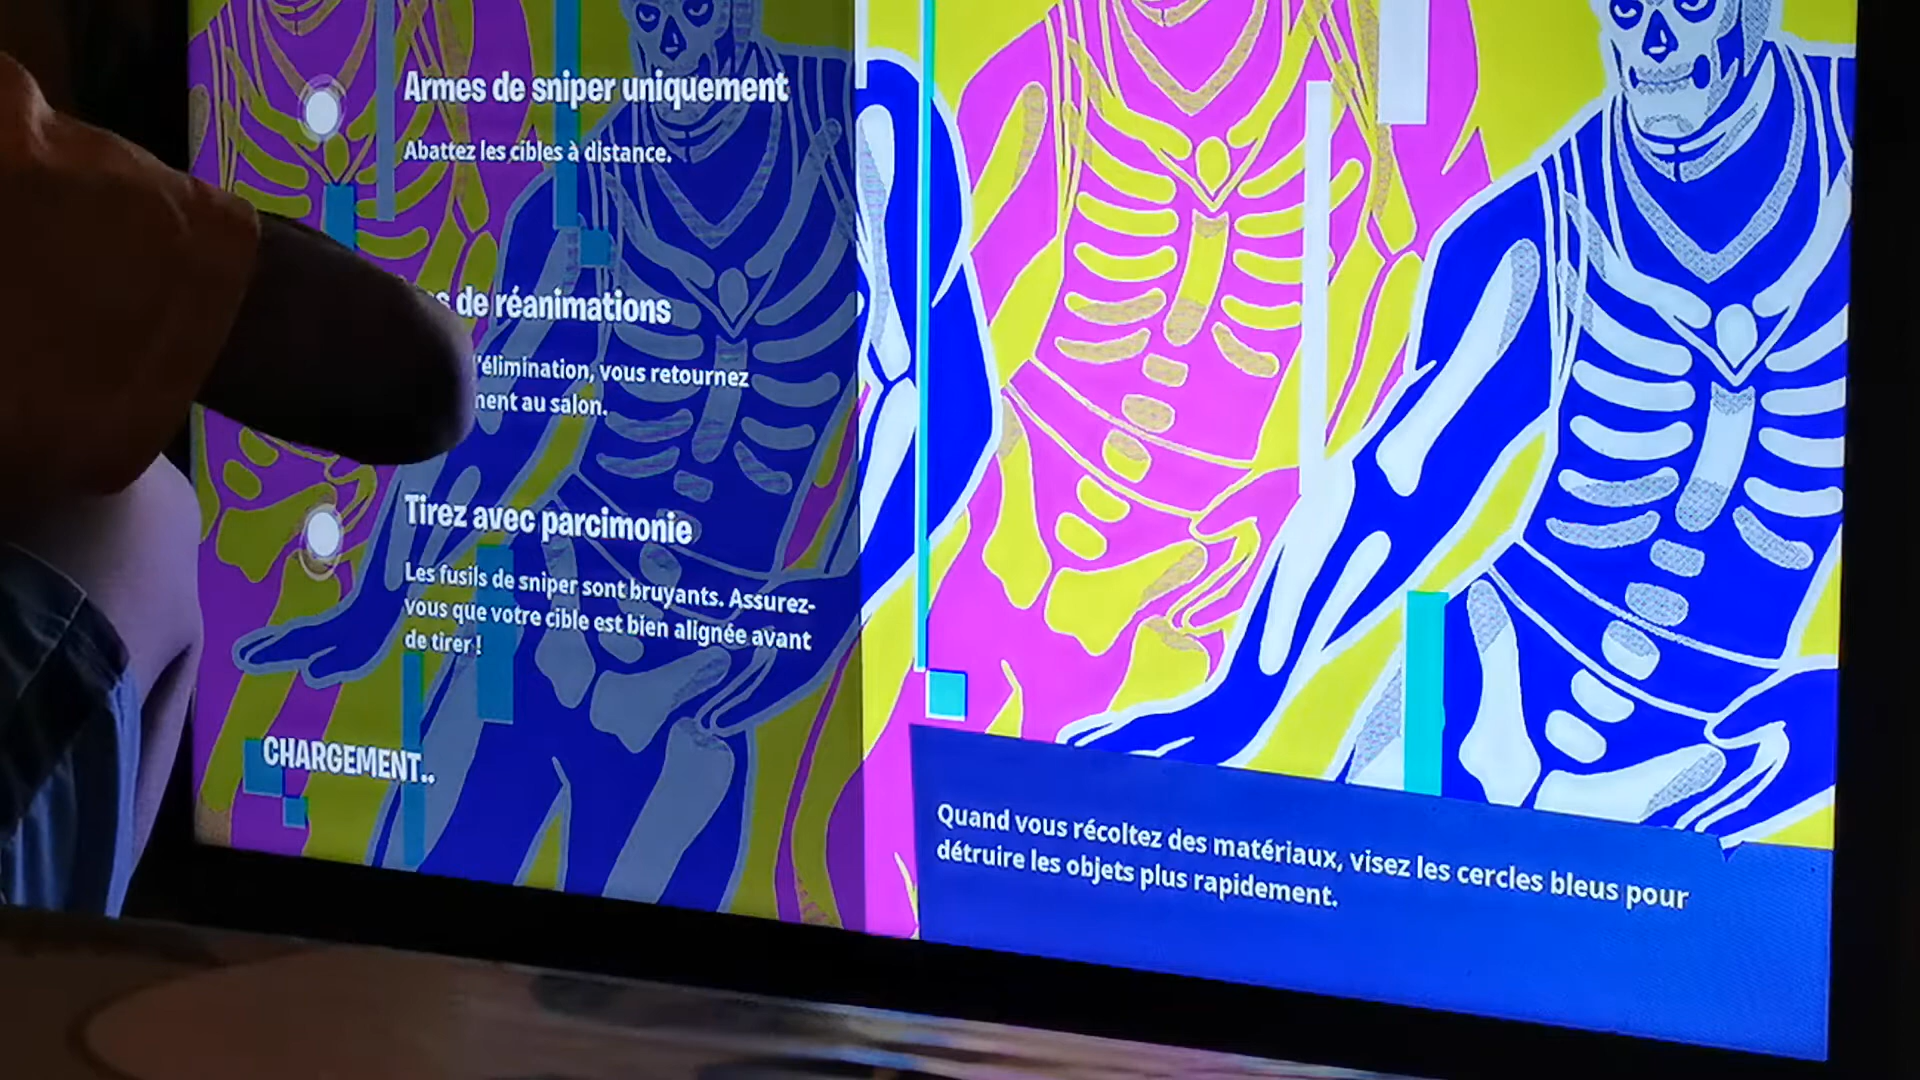 Armes de sniper uniquement
Abattez les cibles à distance.
de réanimations
l'élimination, vous retournez
au salon.
Tirez avec parcimonie
Les fusils de sniper sont bruyants. Assurez-
vous que votre cible est bien alignée avant
de tirer !
CHARGEMENT..
Quand vous récoltez des matériaux, visez les cercles bleus pour
détruire les objets plus rapidement.